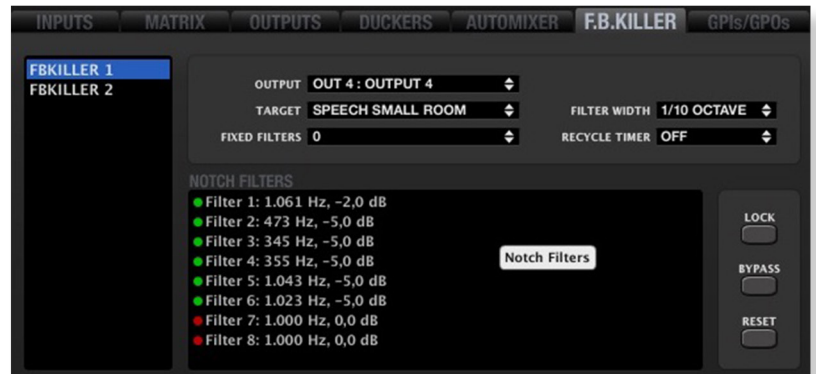 INPUTS MATRIX OUTPUTS DUCKERS AUTOMIXER F.B.KILLER GPIs/GPOs
FBKILLER 1
FBKILLER 2
OUTPUT OUT 4 : OUTPUT 4
TARGET SPEECH SMALL ROOM FILTER WIDTH 1/10 OCTAVE
FIXED FILTERS 0 RECYCLE TIMER OFF
NOTCH FILTERS
Filter 1: 1.061 Hz, -2,0 dB
Filter 2: 473 Hz, -5,0 dB
Filter 3: 345 Hz, -5,0 dB
Filter 4: 355 Hz, -5,0 dB
Filter 5: 1.043 Hz, -5,0 dB
Filter 6: 1.023 Hz, -5,0 dB
Filter 7: 1.000 Hz, 0,0 dB
Filter 8: 1.000 Hz, 0,0 dB
Notch Filters
LOCK
BYPASS
RESET